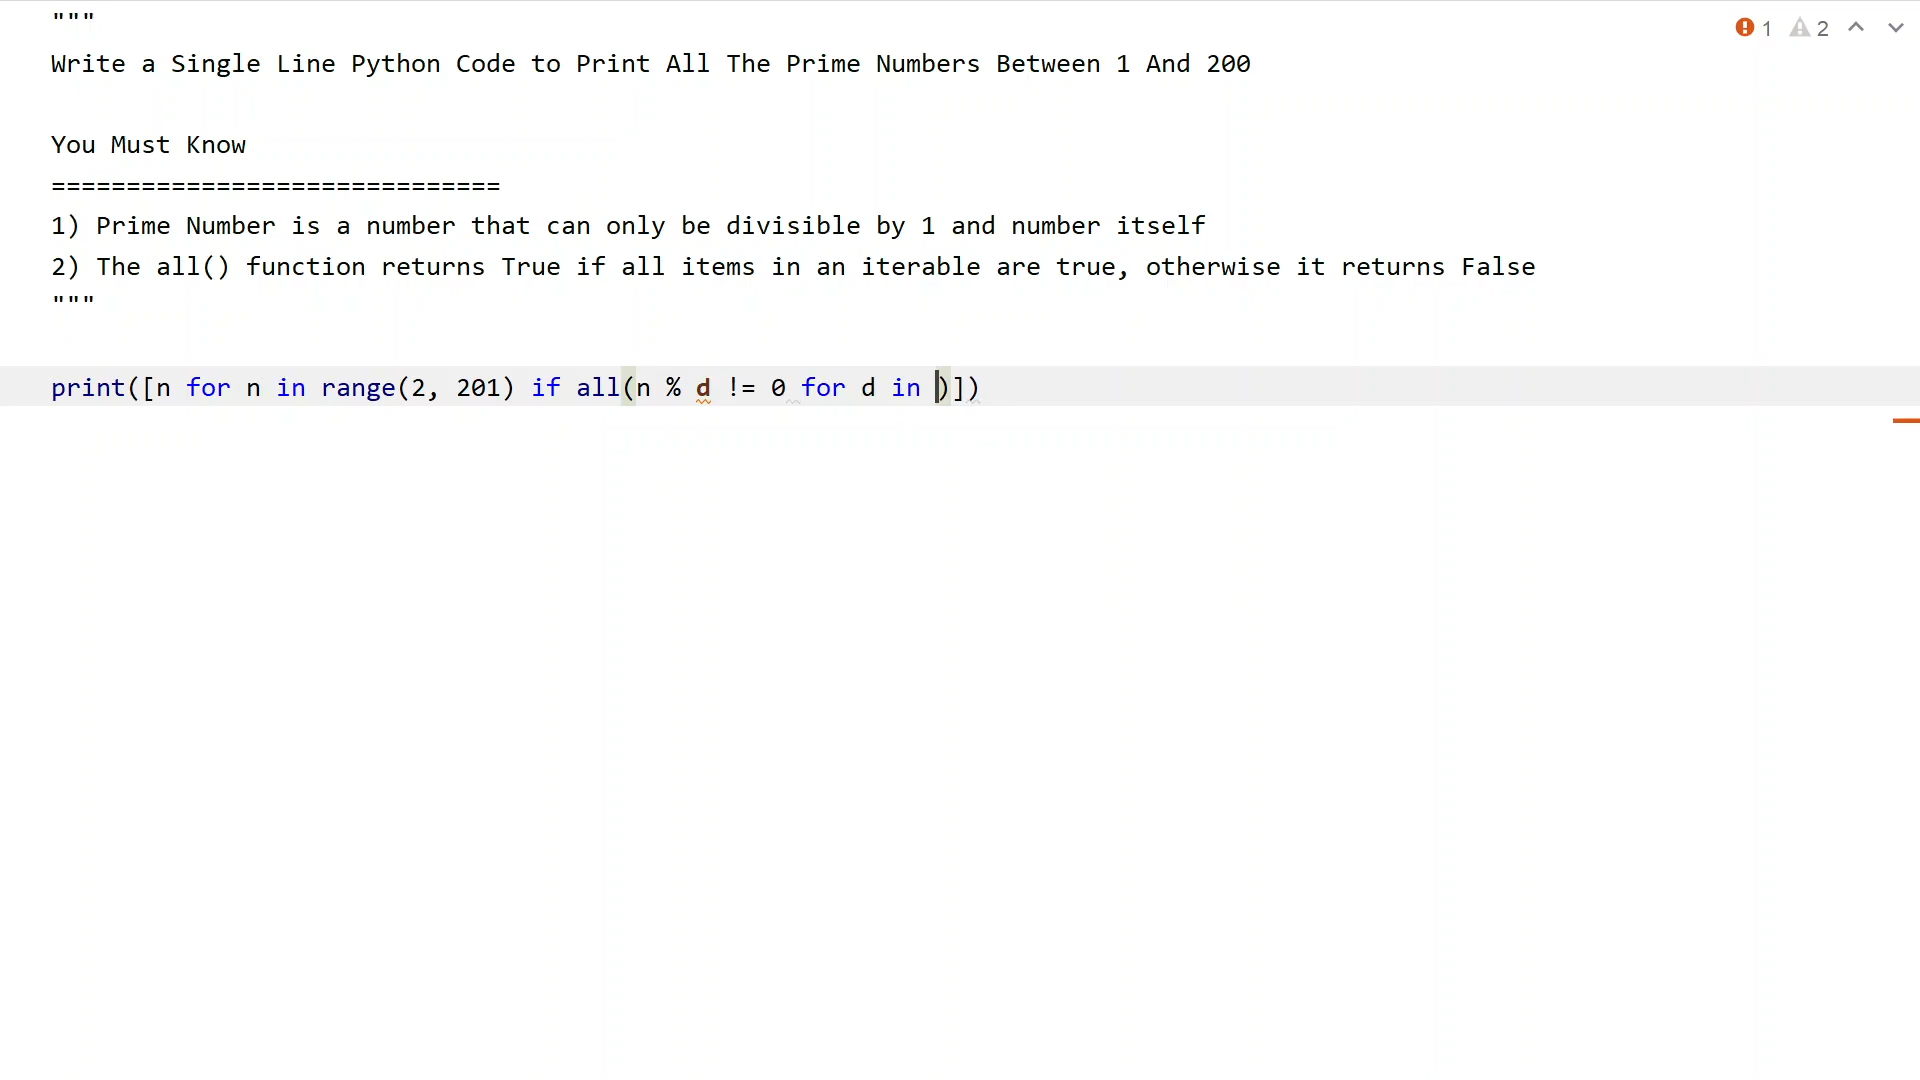 """
1 2
Write a Single Line Python Code to Print All The Prime Numbers Between 1 And 200
You Must Know
==============================
1) Prime Number is a number that can only be divisible by 1 and number itself
2) The all() function returns True if all items in an iterable are true, otherwise it returns False
"""
print([n for n in range(2, 201) if all(n % d != 0 for d in )])